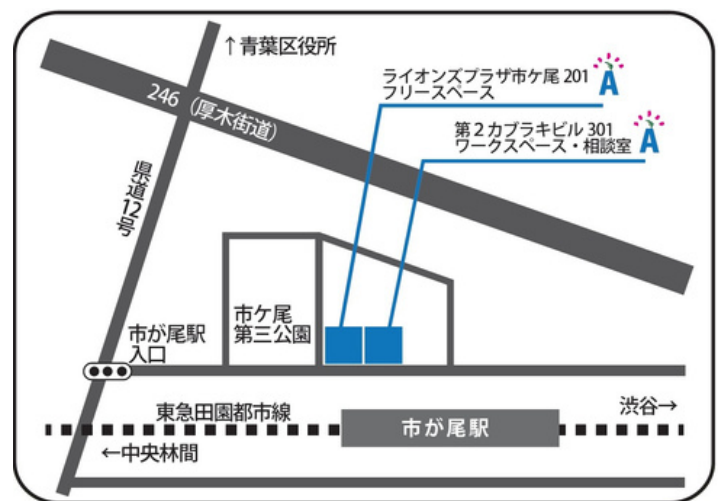 ↑青葉区役所
ライオンズプラザ市ケ尾 201
フリースペース
A
246（厚木街道）
第２カブラキビル 301
ワークスペース・相談室
A
県道12号
市ケ尾
第三公園
市が尾駅
入口
東急田園都市線
渋谷→
市が尾駅
←中央林間